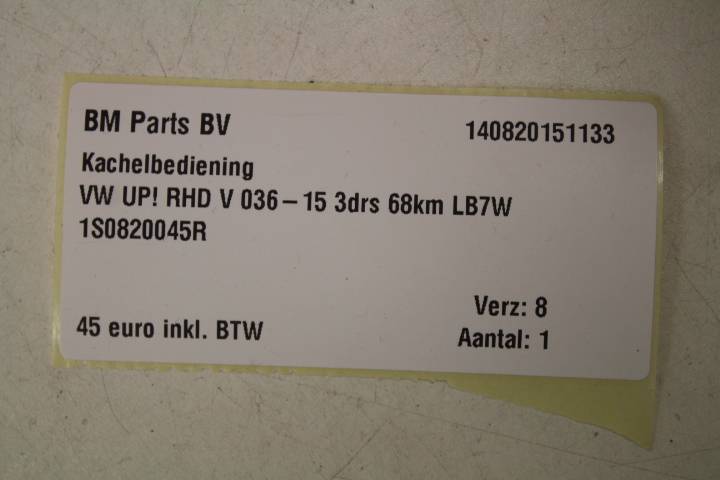 BM Parts BV 140820151133
Kachelbediening
VW UP! RHD V 036-15 3drs 68km LB7W
1S0820045R
Verz: 8
45 euro inkl. BTW Aantal: 1